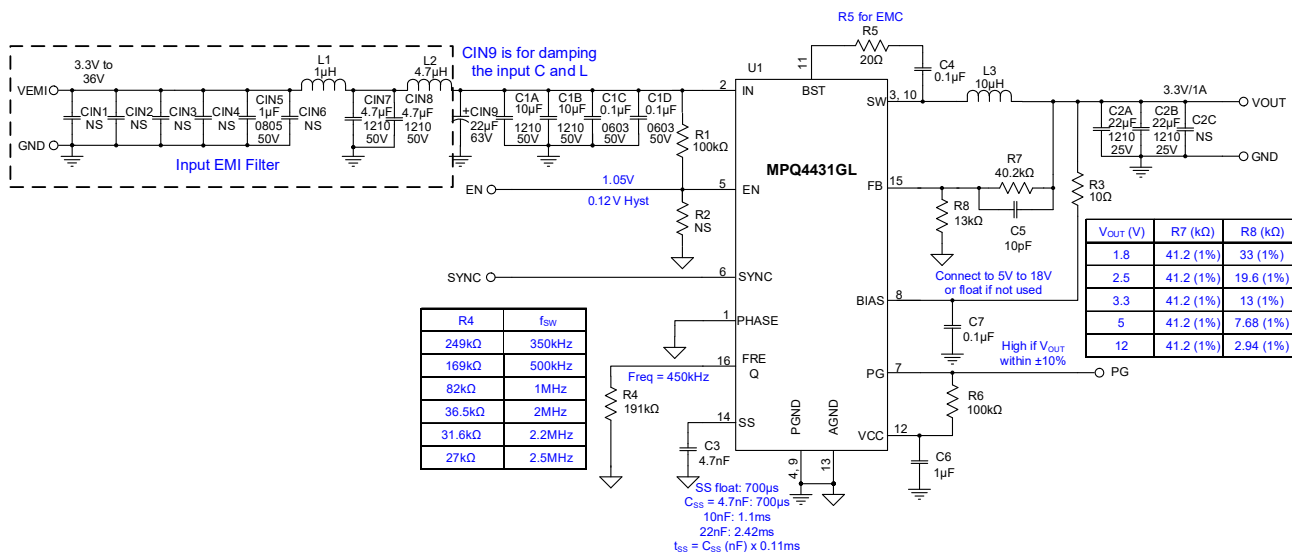 R5 for EMC
R5
20Ω
C4
0.1µF
11
BST
U1
CIN9 is for damping
the input C and L
3.3V to
36V
VEMI
GND
L1
1µH
L2
4.7µH
CIN1
NS
CIN2
NS
CIN3
NS
CIN4
NS
CIN5
1µF
0805
50V
CIN6
NS
CIN7
4.7µF
1210
50V
CIN8
4.7µF
1210
50V
+
CIN9
22µF
63V
C1A
10µF
1210
50V
C1B
10µF
1210
50V
C1C
0.1µF
0603
50V
C1D
0.1µF
0603
50V
Input EMI Filter
2
IN
R1
100kΩ
EN
1.05V
0.12V Hyst
5
EN
R2
NS
SYNC
6
SYNC
1
PHASE
16
FRE
Q
Freq = 450kHz
R4
191kΩ
14
SS
C3
4.7nF
MPQ4431GL
SW
3, 10
L3
10µH
3.3V/1A
VOUT
GND
C2A
22µF
1210
25V
C2B
22µF
1210
25V
C2C
NS
FB
15
R7
40.2kΩ
C5
10pF
R8
13kΩ
R3
10Ω
Connect to 5V to 18V
or float if not used
BIAS
8
C7
0.1µF
High if VOUT
within ±10%
PG
7
PG
R6
100kΩ
VCC
12
C6
1µF
PGND
AGND
4, 9
13
SS float: 700µs
CSS = 4.7nF: 700µs
10nF: 1.1ms
22nF: 2.42ms
tSS = CSS (nF) x 0.11ms
R4 fSW
249kΩ 350kHz
169kΩ 500kHz
82kΩ 1MHz
36.5kΩ 2MHz
31.6kΩ 2.2MHz
27kΩ 2.5MHz
VOUT (V) R7 (kΩ) R8 (kΩ)
1.8 41.2 (1%) 33 (1%)
2.5 41.2 (1%) 19.6 (1%)
3.3 41.2 (1%) 13 (1%)
5 41.2 (1%) 7.68 (1%)
12 41.2 (1%) 2.94 (1%)